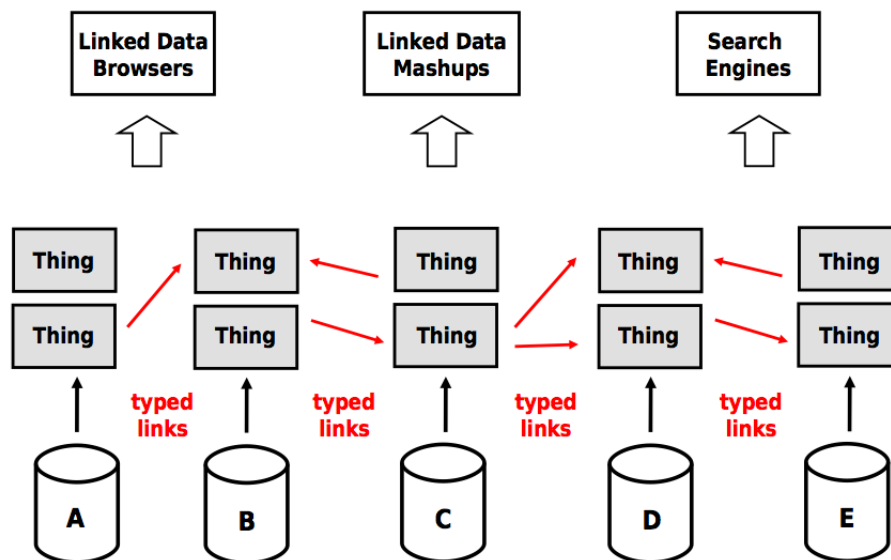 Linked Data
Browsers
Linked Data
Mashups
Search
Engines
Thing
Thing
Thing
Thing
Thing
Thing
Thing
Thing
Thing
Thing
typed
links
typed
links
typed
links
typed
links
A
B
C
D
E